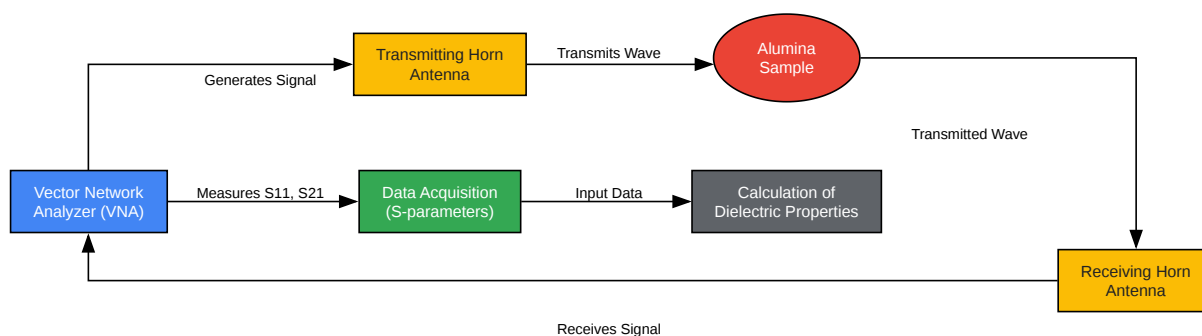 Transmitting Horn
Antenna
Transmits Wave
Alumina
Sample
Generates Signal
Transmitted Wave
Vector Network
Analyzer (VNA)
Measures S11, S21
Data Acquisition
(S-parameters)
Input Data
Calculation of
Dielectric Properties
Receiving Horn
Antenna
Receives Signal